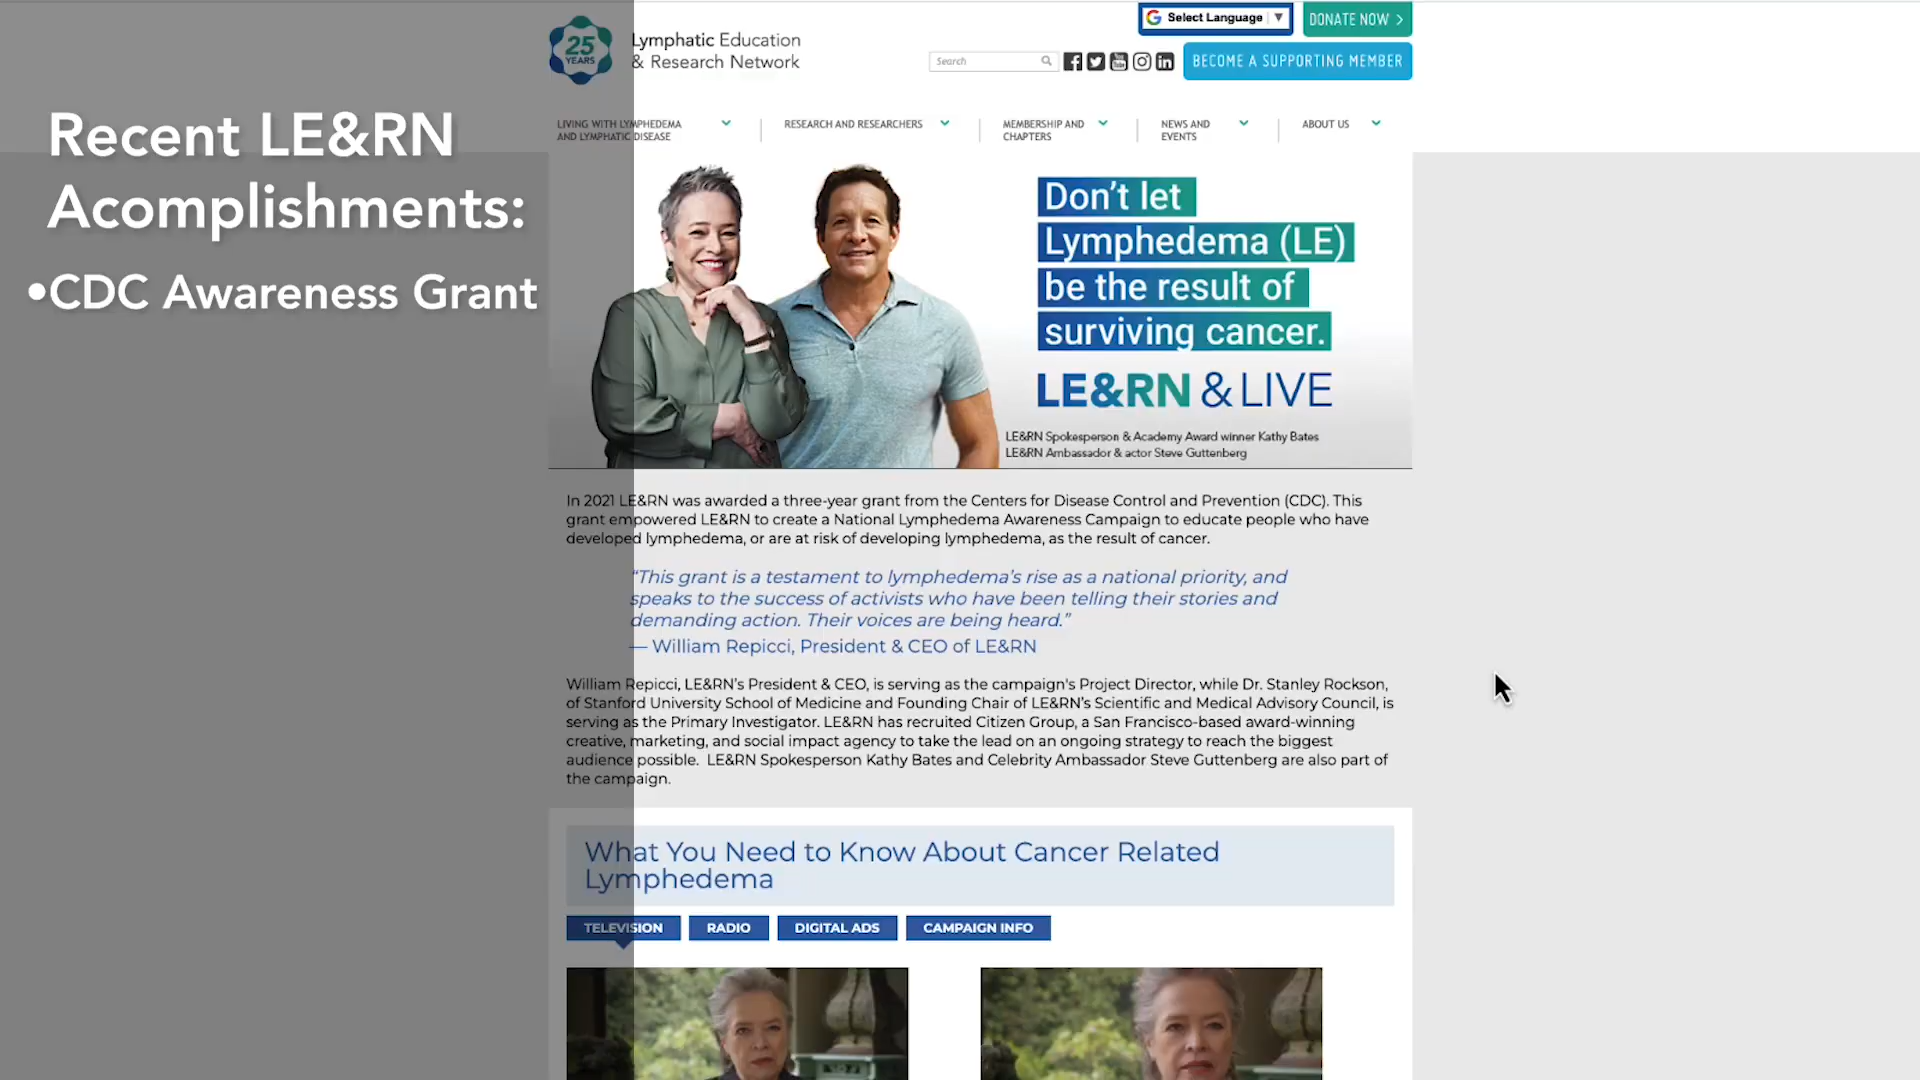 Recent LE&RN
Acomplishments:
•CDC Awareness Grant
25
YEARS
Lymphatic Education
& Research Network
Select Language ▼
DONATE NOW >
Search
BECOME A SUPPORTING MEMBER
LIVING WITH LYMPHEDEMA
AND LYMPHATIC DISEASE
RESEARCH AND RESEARCHERS
MEMBERSHIP AND
CHAPTERS
NEWS AND
EVENTS
ABOUT US
Don't let
Lymphedema (LE)
be the result of
surviving cancer.
LE&RN & LIVE
LE&RN Spokesperson & Academy Award winner Kathy Bates
LE&RN Ambassador & actor Steve Guttenberg
In 2021 LE&RN was awarded a three-year grant from the Centers for Disease Control and Prevention (CDC). This
grant empowered LE&RN to create a National Lymphedema Awareness Campaign to educate people who have
developed lymphedema, or are at risk of developing lymphedema, as the result of cancer.
“This grant is a testament to lymphedema’s rise as a national priority, and
speaks to the success of activists who have been telling their stories and
demanding action. Their voices are being heard.”
— William Repicci, President & CEO of LE&RN
William Repicci, LE&RN’s President & CEO, is serving as the campaign's Project Director, while Dr. Stanley Rockson,
of Stanford University School of Medicine and Founding Chair of LE&RN’s Scientific and Medical Advisory Council, is
serving as the Primary Investigator. LE&RN has recruited Citizen Group, a San Francisco-based award-winning
creative, marketing, and social impact agency to take the lead on an ongoing strategy to reach the biggest
audience possible.  LE&RN Spokesperson Kathy Bates and Celebrity Ambassador Steve Guttenberg are also part of
the campaign.
What You Need to Know About Cancer Related
Lymphedema
TELEVISION
RADIO
DIGITAL ADS
CAMPAIGN INFO